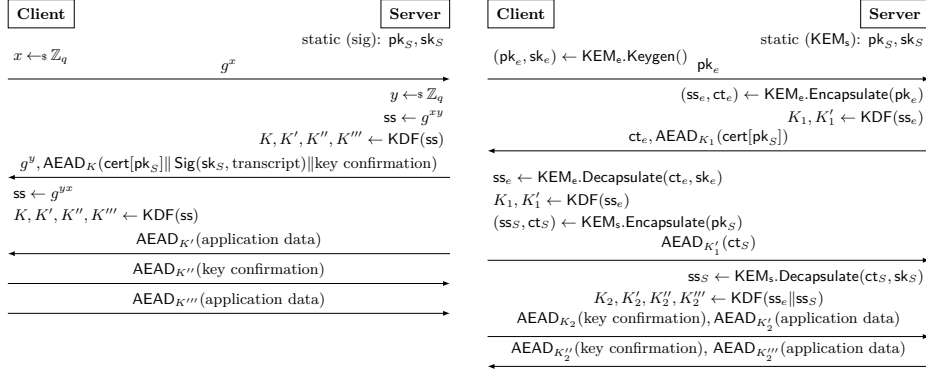 Client
Server
static (sig): pk_S, sk_S
x ←$ ℤ_q
g^x
y ←$ ℤ_q
ss ← g^{xy}
K, K′, K″, K‴ ← KDF(ss)
g^y, AEAD_K(cert[pk_S]‖ Sig(sk_S, transcript)‖key confirmation)
ss ← g^{yx}
K, K′, K″, K‴ ← KDF(ss)
AEAD_{K′}(application data)
AEAD_{K″}(key confirmation)
AEAD_{K‴}(application data)
Client
Server
static (KEM_s): pk_S, sk_S
(pk_e, sk_e) ← KEM_e.Keygen()
pk_e
(ss_e, ct_e) ← KEM_e.Encapsulate(pk_e)
K_1, K′_1 ← KDF(ss_e)
ct_e, AEAD_{K_1}(cert[pk_S])
ss_e ← KEM_e.Decapsulate(ct_e, sk_e)
K_1, K′_1 ← KDF(ss_e)
(ss_S, ct_S) ← KEM_s.Encapsulate(pk_S)
AEAD_{K′_1}(ct_S)
ss_S ← KEM_s.Decapsulate(ct_S, sk_S)
K_2, K′_2, K″_2, K‴_2 ← KDF(ss_e‖ss_S)
AEAD_{K_2}(key confirmation), AEAD_{K′_2}(application data)
AEAD_{K″_2}(key confirmation), AEAD_{K‴_2}(application data)